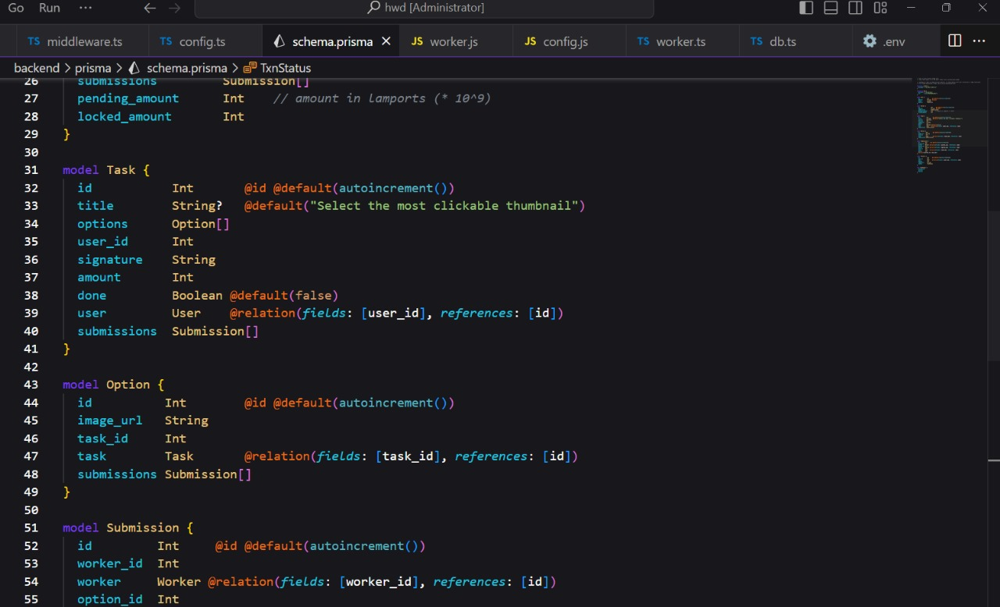 Go Run ··· ← → hwd [Administrator]
TS middleware.ts TS config.ts schema.prisma × JS worker.js JS config.js TS worker.ts TS db.ts .env ···
backend > prisma > schema.prisma > TxnStatus
26 submissions Submission[]
27 pending_amount Int // amount in lamports (* 10^9)
28 locked_amount Int
29 }
30
31 model Task {
32 id Int @id @default(autoincrement())
33 title String? @default("Select the most clickable thumbnail")
34 options Option[]
35 user_id Int
36 signature String
37 amount Int
38 done Boolean @default(false)
39 user User @relation(fields: [user_id], references: [id])
40 submissions Submission[]
41 }
42
43 model Option {
44 id Int @id @default(autoincrement())
45 image_url String
46 task_id Int
47 task Task @relation(fields: [task_id], references: [id])
48 submissions Submission[]
49 }
50
51 model Submission {
52 id Int @id @default(autoincrement())
53 worker_id Int
54 worker Worker @relation(fields: [worker_id], references: [id])
55 option_id Int